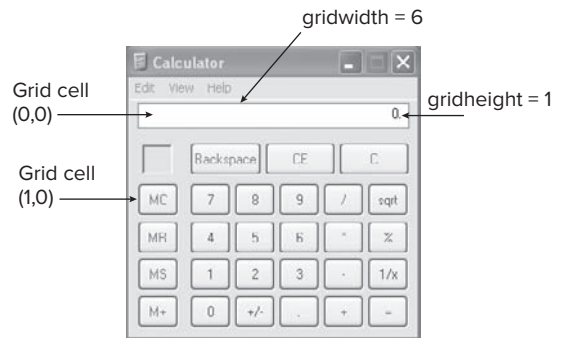 gridwidth = 6
Calculator
Edit View Help
Grid cell
(0,0)
0.
gridheight = 1
Backspace CE C
Grid cell
(1,0)
MC 7 8 9 / sqrt
MR 4 5 6 * %
MS 1 2 3 - 1/x
M+ 0 +/- . + =